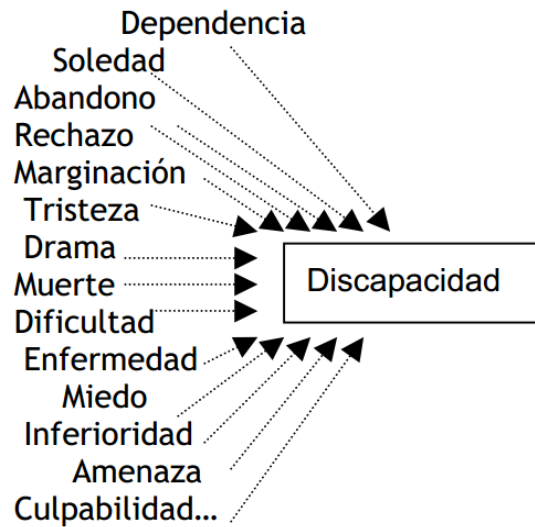 Dependencia
Soledad
Abandono
Rechazo
Marginación
Tristeza
Drama
Muerte
Dificultad
Enfermedad
Miedo
Inferioridad
Amenaza
Culpabilidad...
Discapacidad